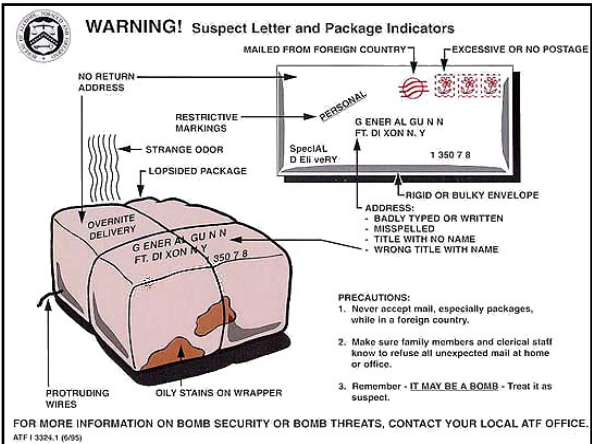 WARNING! Suspect Letter and Package Indicators
MAILED FROM FOREIGN COUNTRY
EXCESSIVE OR NO POSTAGE
NO RETURN
ADDRESS
RESTRICTIVE
MARKINGS
PERSONAL
G ENER AL GU N N
FT. DI XON N. Y
SpeciAL
D Eli veRY
1 350 7 8
STRANGE ODOR
LOPSIDED PACKAGE
RIGID OR BULKY ENVELOPE
ADDRESS:
- BADLY TYPED OR WRITTEN
- MISSPELLED
- TITLE WITH NO NAME
- WRONG TITLE WITH NAME
OVERNITE
DELIVERY
G ENER AL GU N N
FT. DI XON N Y
1 350 7 8
PROTRUDING
WIRES
OILY STAINS ON WRAPPER
PRECAUTIONS:
1. Never accept mail, especially packages,
while in a foreign country.
2. Make sure family members and clerical staff
know to refuse all unexpected mail at home
or office.
3. Remember - IT MAY BE A BOMB - Treat it as
suspect.
FOR MORE INFORMATION ON BOMB SECURITY OR BOMB THREATS, CONTACT YOUR LOCAL ATF OFFICE.
ATF I 3324.1 (6/95)